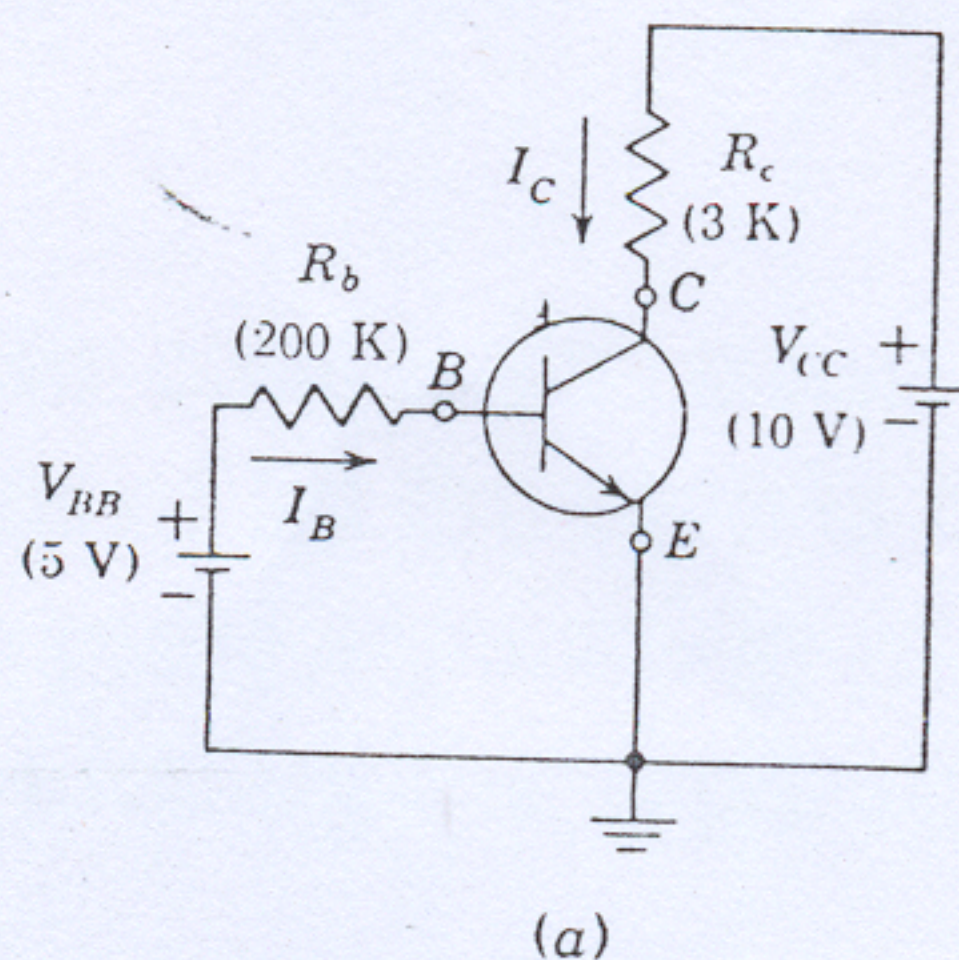 I_C
R_c
(3 K)
R_b
(200 K)
C
B
V_CC
+
(10 V)
−
V_BB
+
(5 V)
−
I_B
E
(a)